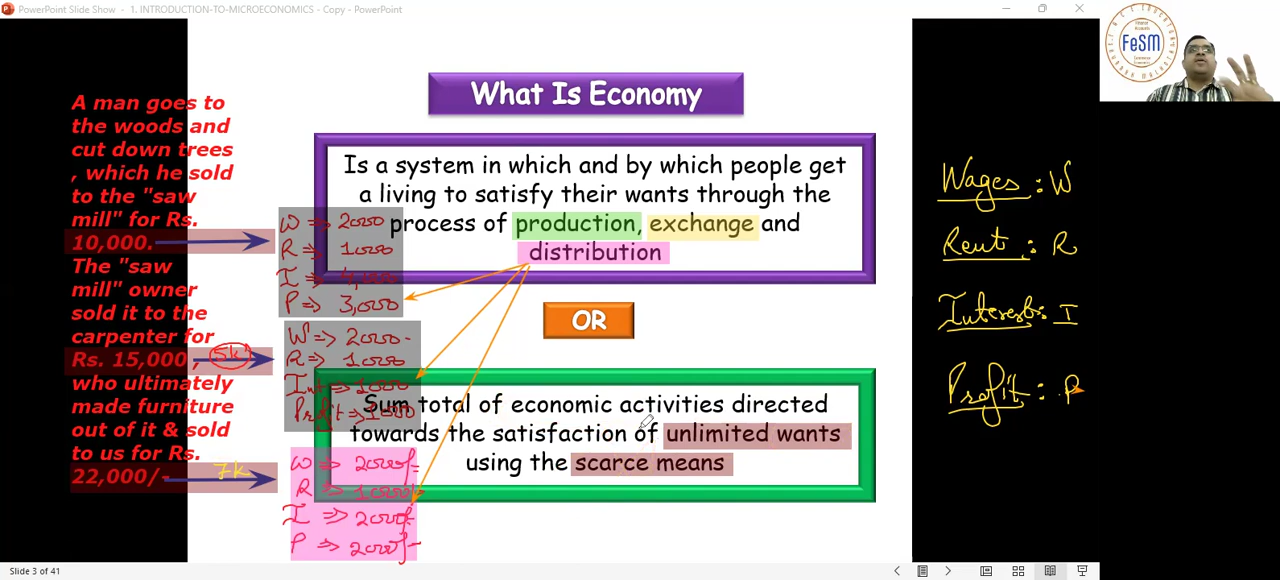 PowerPoint Slide Show - 1. INTRODUCTION-TO-MICROECONOMICS - Copy - PowerPoint
FeSM
What Is Economy
A man goes to
the woods and
cut down trees
, which he sold
to the "saw
mill" for Rs.
10,000.
The "saw
mill" owner
sold it to the
carpenter for
Rs. 15,000 , 5k
who ultimately
made furniture
out of it & sold
to us for Rs.
22,000/- 7k
W ⇒ 2000
R ⇒ 1000
I ⇒ 4,000
P ⇒ 3,000
W ⇒ 2000-
R ⇒ 1000
Int ⇒ 1000
Profit ⇒ 1000
W ⇒ 2000/-
R ⇒ 1000/-
I ⇒ 2000/-
P ⇒ 2000/-
Is a system in which and by which people get
a living to satisfy their wants through the
process of production, exchange and
distribution
OR
Sum total of economic activities directed
towards the satisfaction of unlimited wants
using the scarce means
Wages : W
Rent : R
Interest : I
Profit : P
Slide 3 of 41